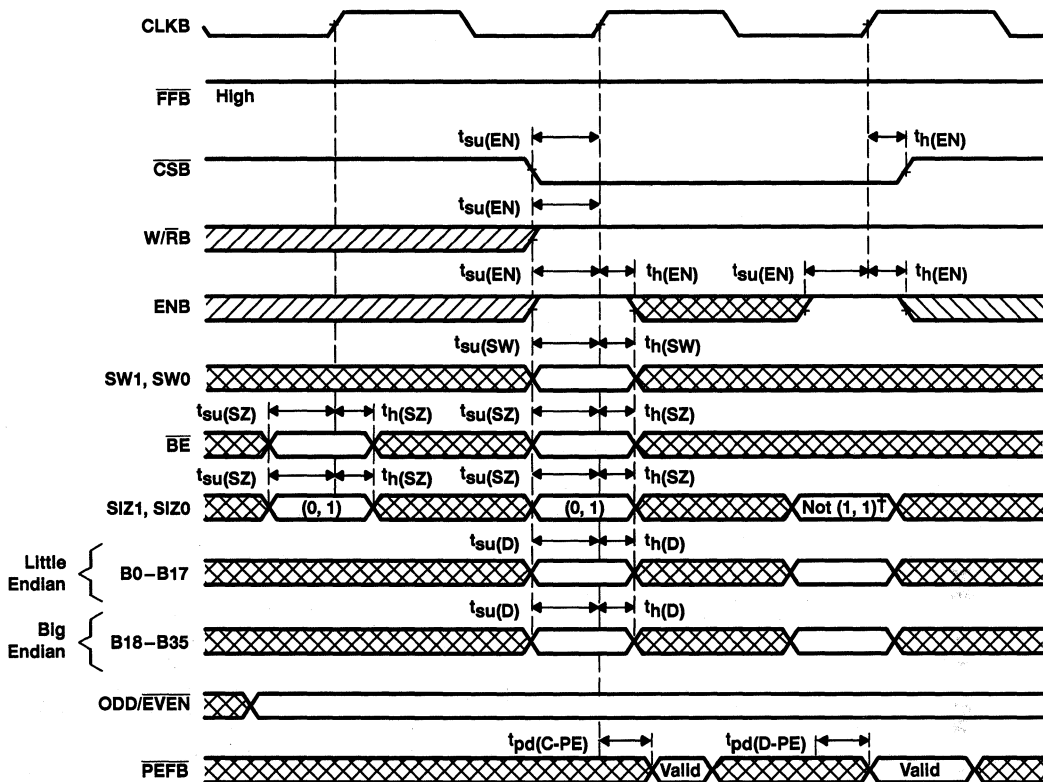 CLKB
FFB High
tsu(EN) th(EN)
CSB
tsu(EN)
W/RB
tsu(EN) th(EN) tsu(EN) th(EN)
ENB
tsu(SW) th(SW)
SW1, SW0
tsu(SZ) th(SZ) tsu(SZ) th(SZ)
BE
tsu(SZ) th(SZ) tsu(SZ) th(SZ)
SIZ1, SIZ0 (0, 1) (0, 1) Not (1, 1)†
tsu(D) th(D)
Little
Endian
B0–B17
tsu(D) th(D)
Big
Endian
B18–B35
ODD/EVEN
tpd(C-PE) tpd(D-PE)
PEFB Valid Valid